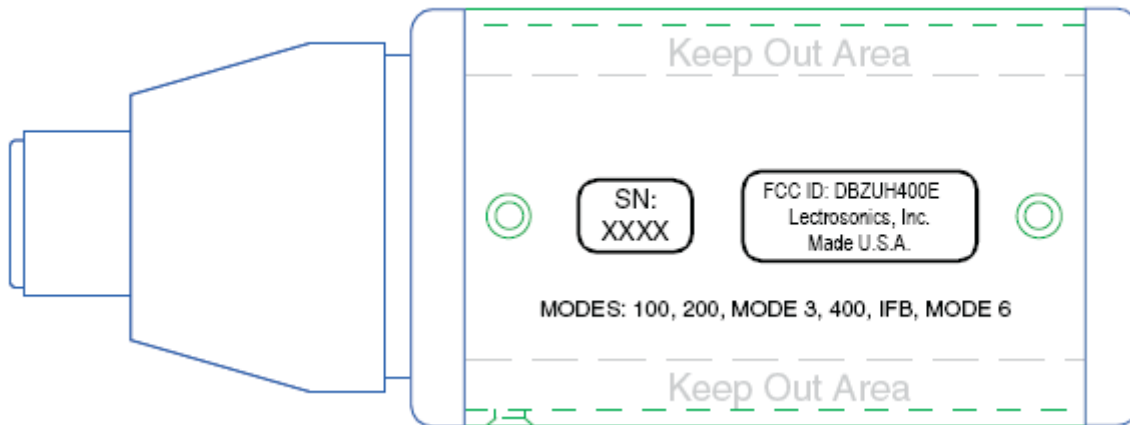 Keep Out Area
SN:
XXXX
FCC ID: DBZUH400E
Lectrosonics, Inc.
Made U.S.A.
MODES: 100, 200, MODE 3, 400, IFB, MODE 6
Keep Out Area